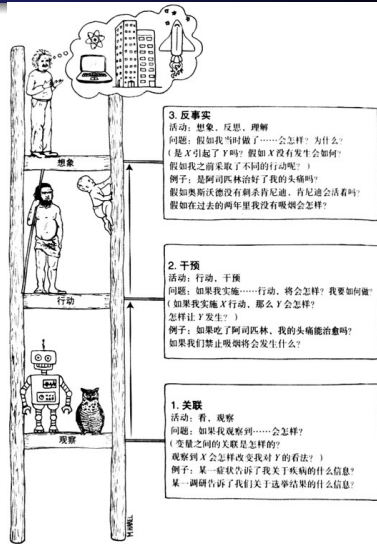 想象
行动
观察
3. 反事实
活动：想象，反思，理解
问题：假如我当时做了……会怎样？为什么？
（是 X 引起了 Y 吗？假如 X 没有发生会如何？
假如我之前采取了不同的行动呢？）
例子：是阿司匹林治好了我的头痛吗？
假如奥斯沃德没有刺杀肯尼迪，肯尼迪会活着吗？
假如在过去的两年里我没有吸烟会怎样？
2. 干预
活动：行动，干预
问题：如果我实施……行动，将会怎样？我要如何做？
（如果我实施 X 行动，那么 Y 会怎样？
怎样让 Y 发生？）
例子：如果吃了阿司匹林，我的头痛能治愈吗？
如果我们禁止吸烟将会发生什么？
1. 关联
活动：看，观察
问题：如果我观察到……会怎样？
（变量之间的关联是怎样的？
观察到 X 会怎样改变我对 Y 的看法？）
例子：某一症状告诉了我关于疾病的什么信息？
某一调研告诉了我们关于选举结果的什么信息？
M.HAREL